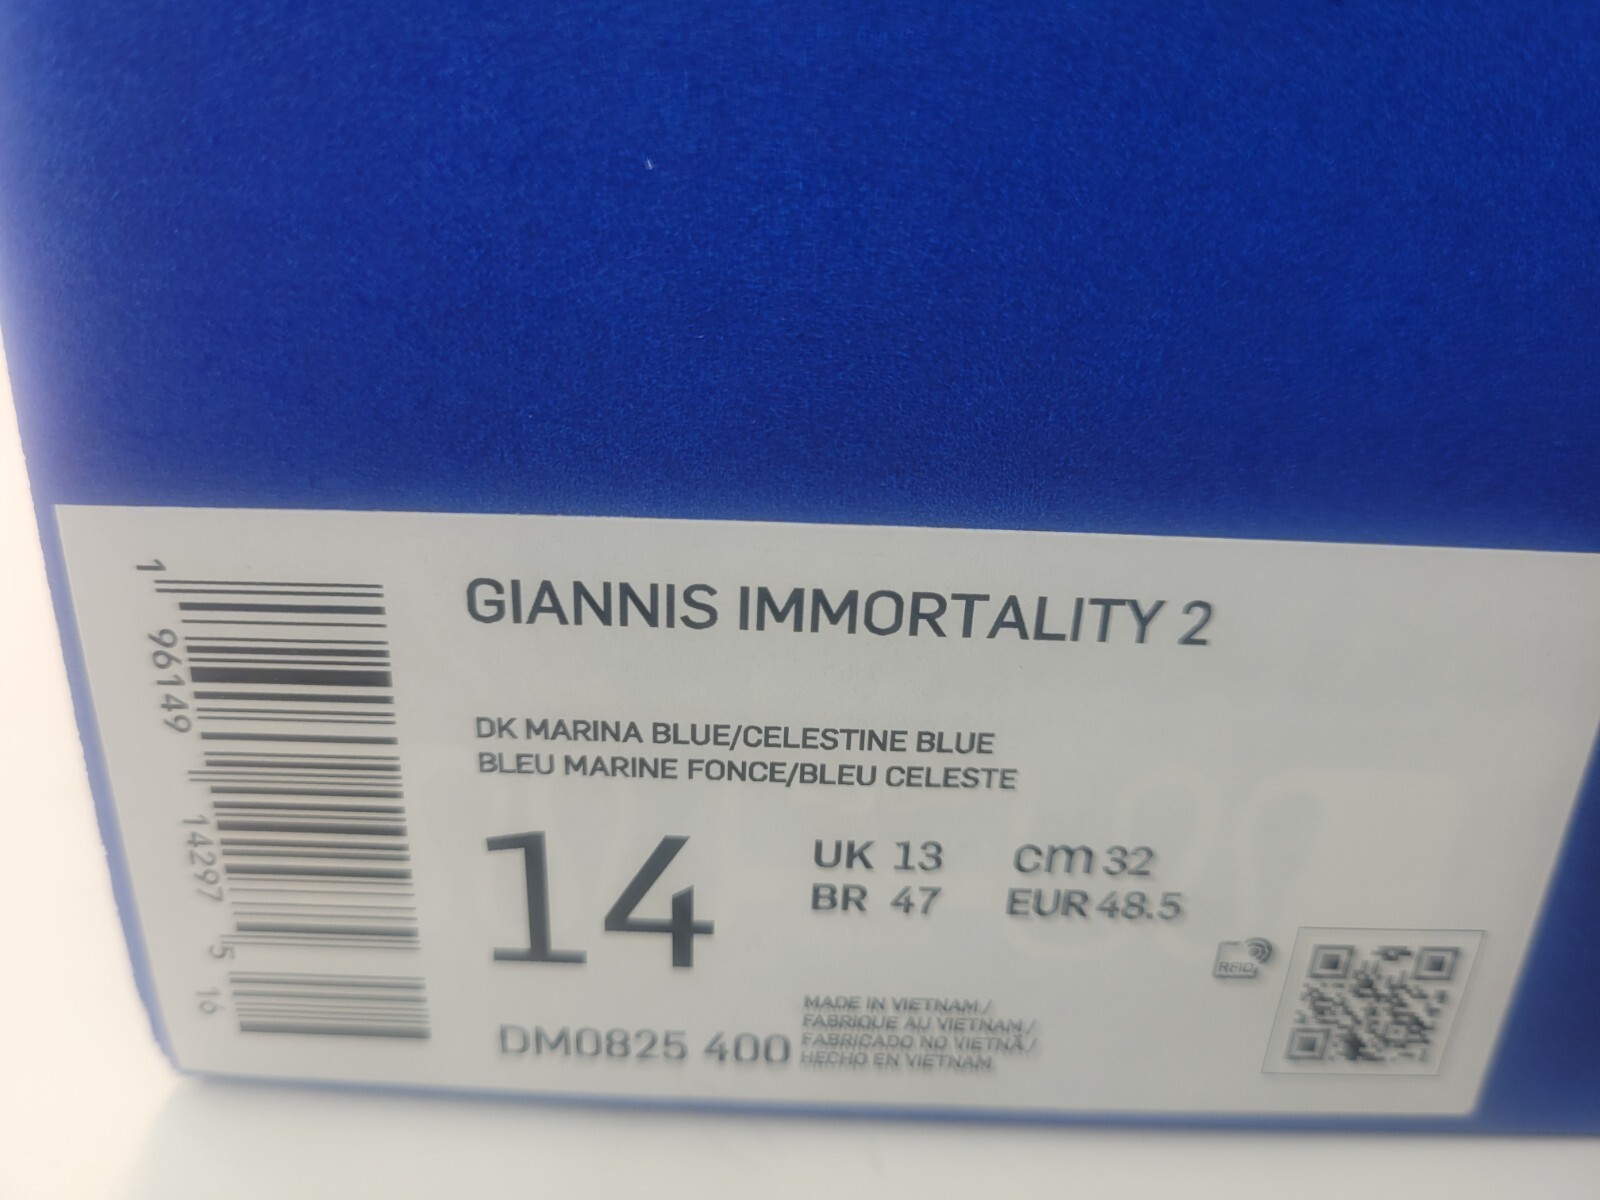 GIANNIS IMMORTALITY 2
DK MARINA BLUE/CELESTINE BLUE
BLEU MARINE FONCE/BLEU CELESTE
14
UK 13
cm 32
BR 47
EUR 48.5
DM0825 400
MADE IN VIETNAM /
FABRIQUE AU VIETNAM /
FABRICADO NO VIETNÃ /
HECHO EN VIETNAM
RFID
1 96149 14297 5 16